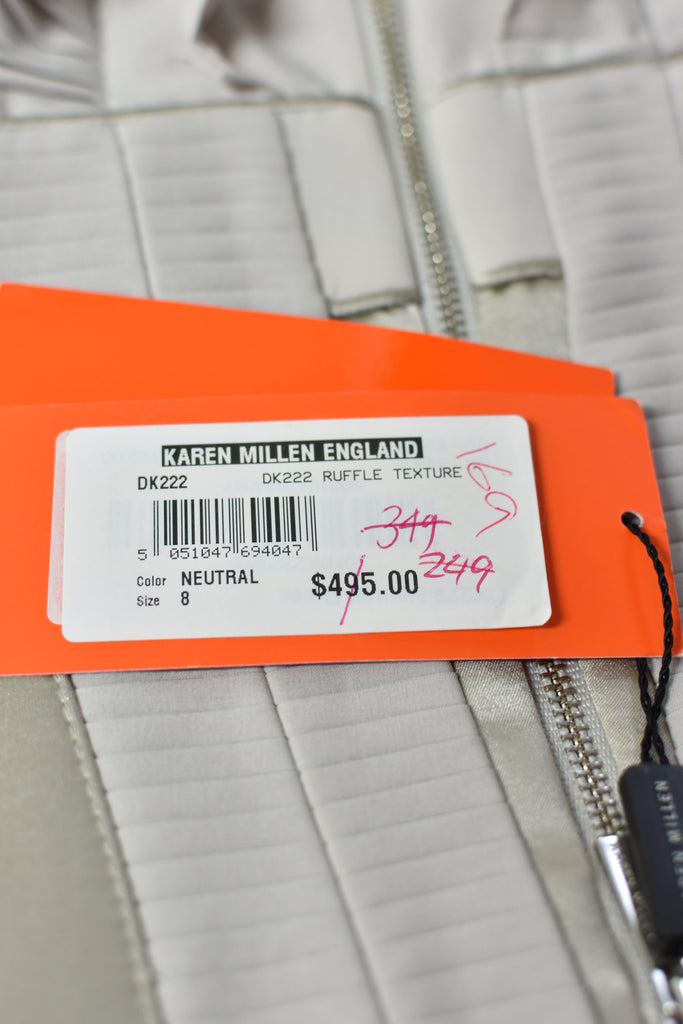 KAREN MILLEN ENGLAND
DK222 DK222 RUFFLE TEXTURE
169
349
5 051047 694047
249
Color NEUTRAL
Size 8
$495.00
MILLEN